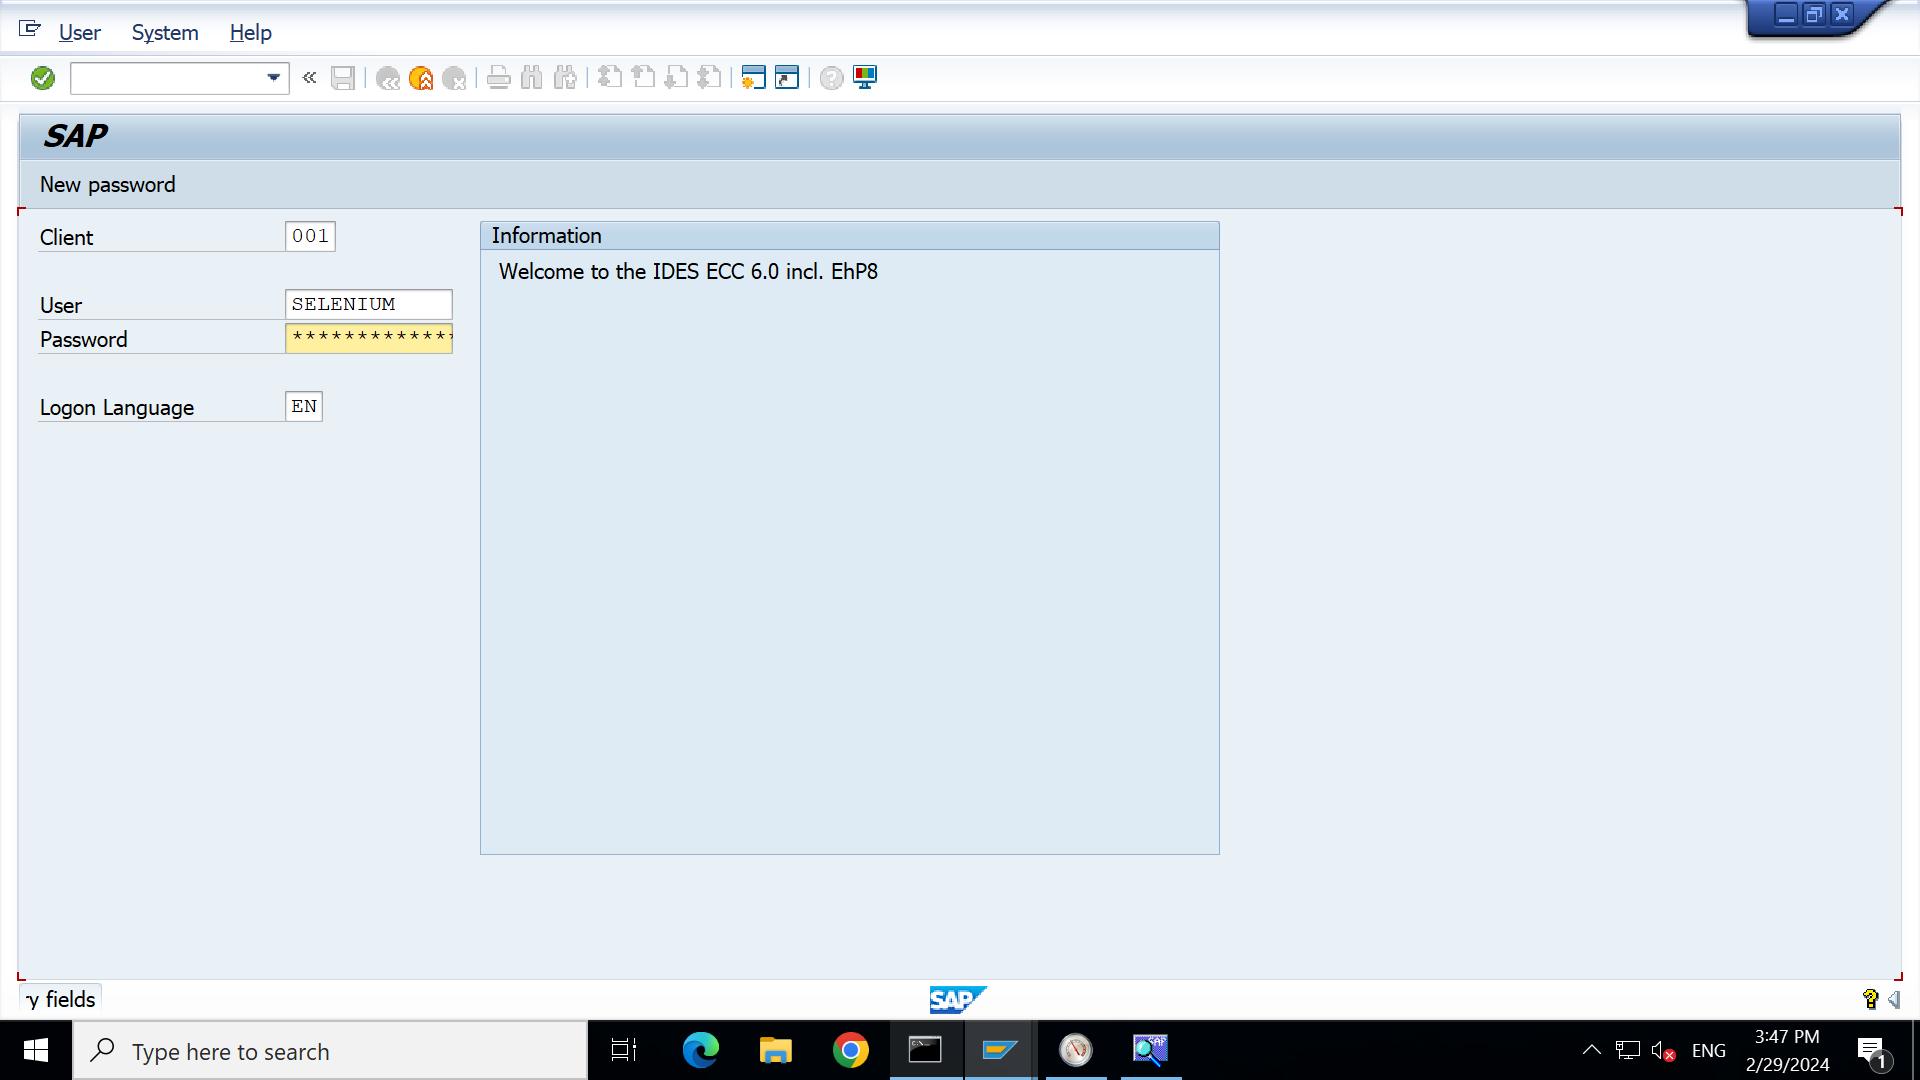 User System Help
SAP
New password
Client 001
Information
Welcome to the IDES ECC 6.0 incl. EhP8
User SELENIUM
Password *************
Logon Language EN
y fields
SAP
Type here to search
ENG
3:47 PM
2/29/2024
1